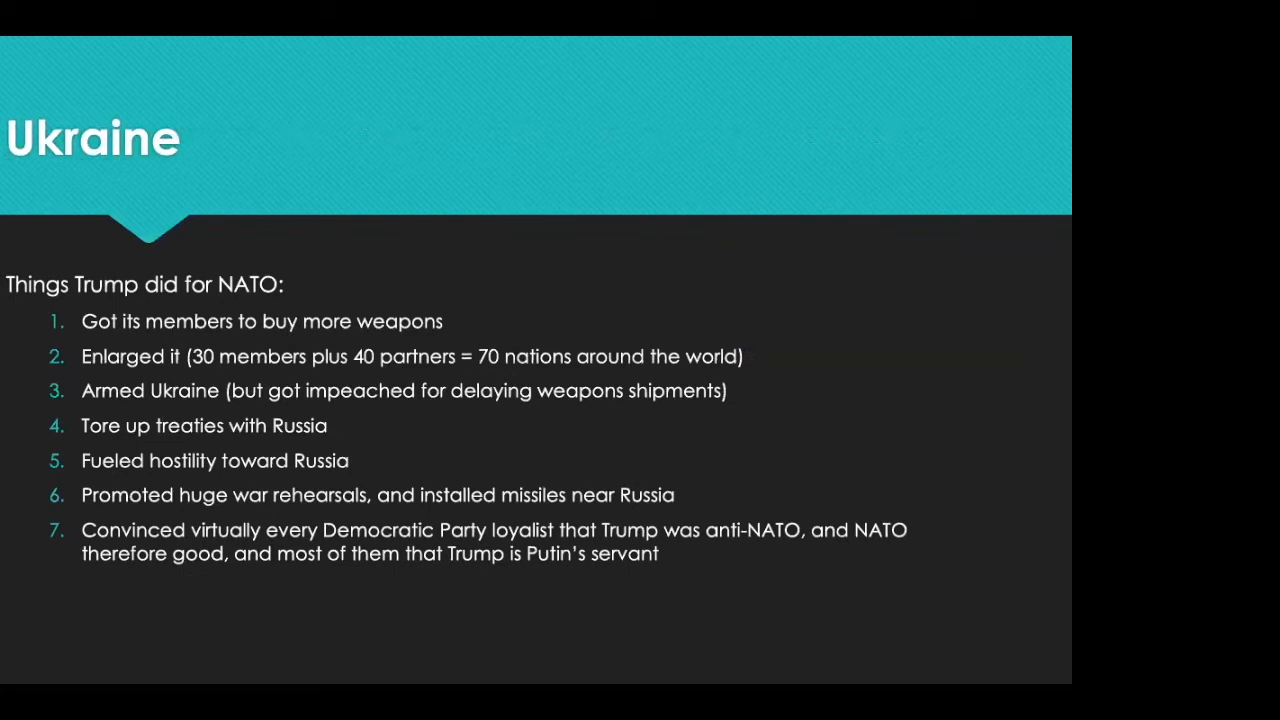 Ukraine
Things Trump did for NATO:
1. Got its members to buy more weapons
2. Enlarged it (30 members plus 40 partners = 70 nations around the world)
3. Armed Ukraine (but got impeached for delaying weapons shipments)
4. Tore up treaties with Russia
5. Fueled hostility toward Russia
6. Promoted huge war rehearsals, and installed missiles near Russia
7. Convinced virtually every Democratic Party loyalist that Trump was anti-NATO, and NATO
therefore good, and most of them that Trump is Putin’s servant